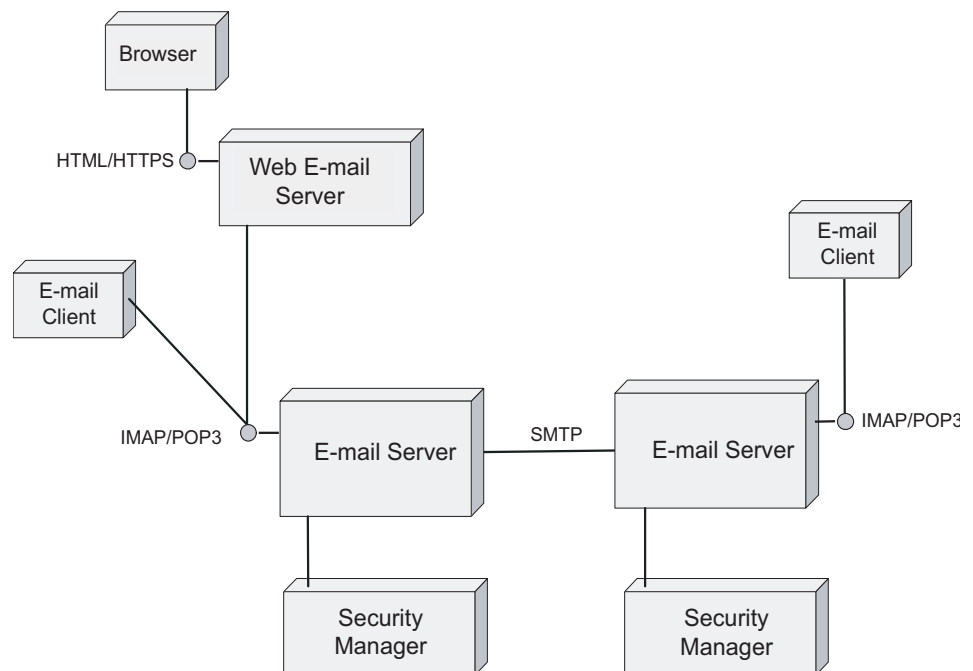 Browser
HTML/HTTPS
Web E-mail
Server
E-mail
Client
E-mail
Client
IMAP/POP3
E-mail Server
SMTP
E-mail Server
IMAP/POP3
Security
Manager
Security
Manager